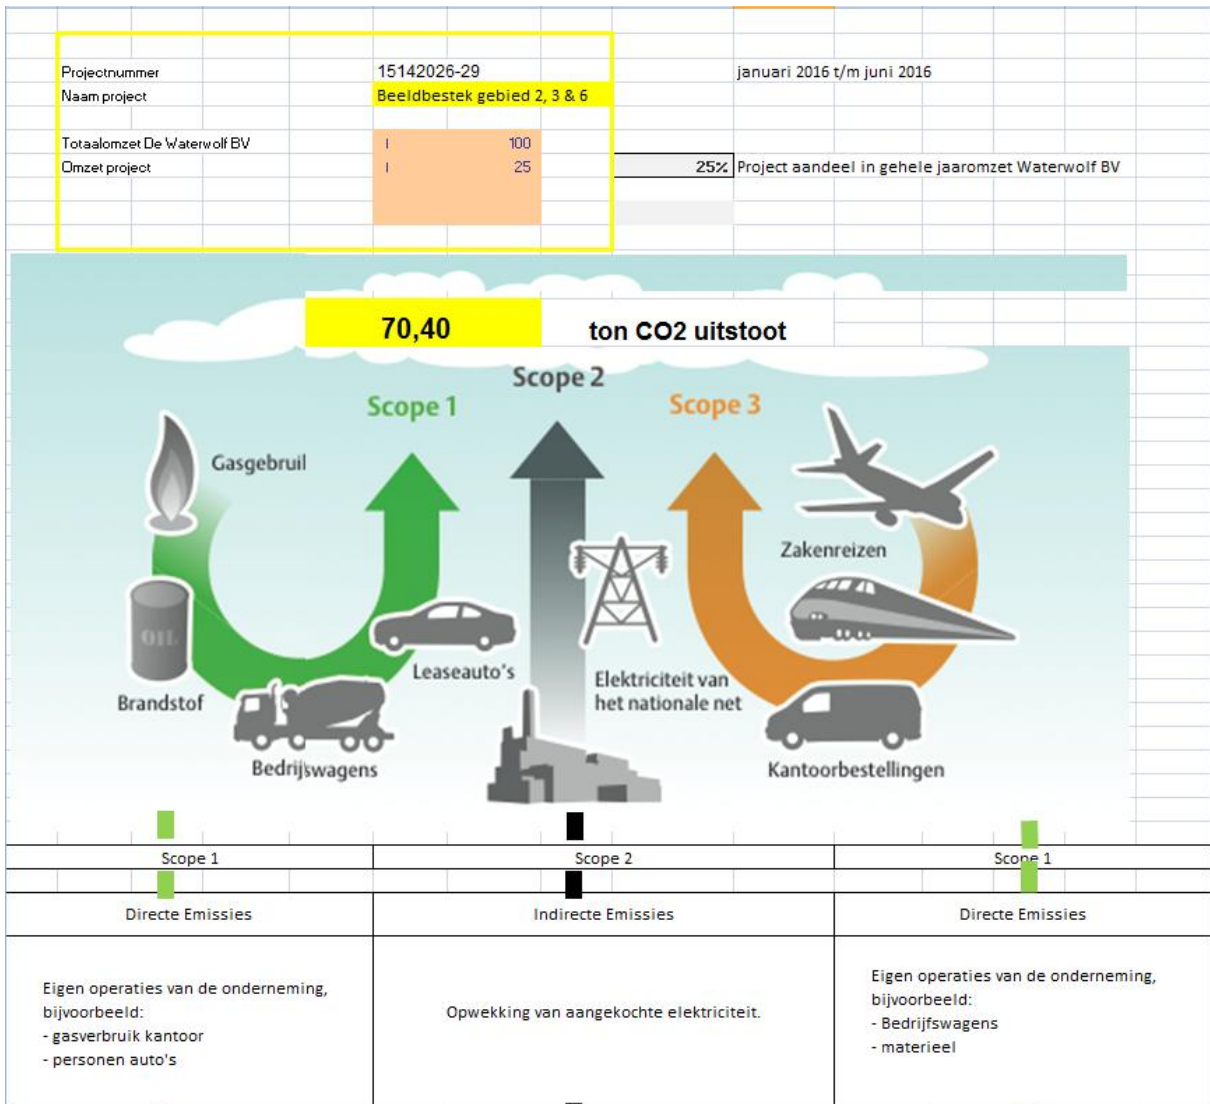 Projectnummer 15142026-29 januari 2016 t/m juni 2016
Naam project Beeldbestek gebied 2, 3 & 6
Totaalomzet De Waterwolf BV l 100
Omzet project l 25 25% Project aandeel in gehele jaaromzet Waterwolf BV
70,40 ton CO2 uitstoot
Scope 1
Scope 2
Scope 3
Gasgebruil
Zakenreizen
OIL
Leaseauto's
Elektriciteit van
het nationale net
Brandstof
Bedrijswagens
Kantoorbestellingen
Scope 1 Scope 2 Scope 1
Directe Emissies Indirecte Emissies Directe Emissies
Eigen operaties van de onderneming,
bijvoorbeeld:
- gasverbruik kantoor
- personen auto's
Opwekking van aangekochte elektriciteit.
Eigen operaties van de onderneming,
bijvoorbeeld:
- Bedrijfswagens
- materieel